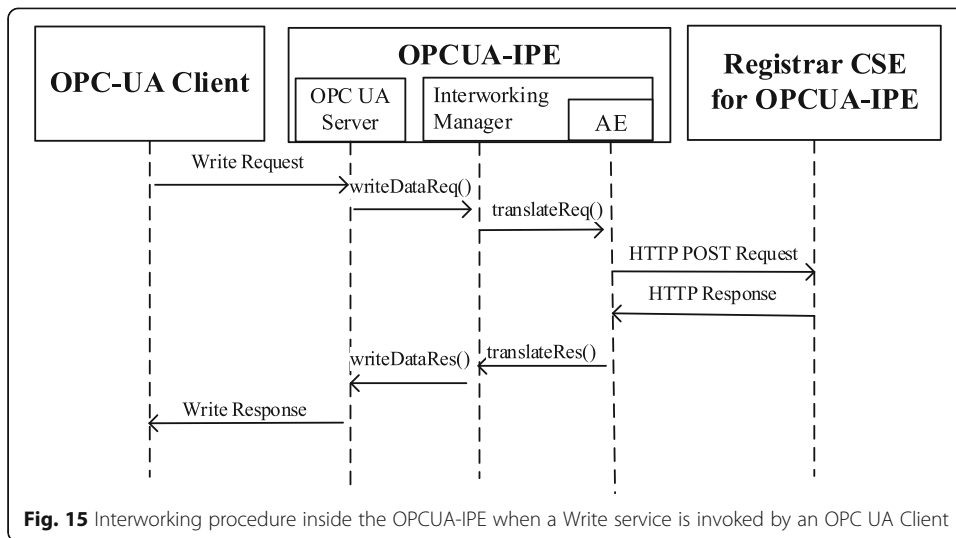 OPC-UA Client
OPCUA-IPE
OPC UA
Server
Interworking
Manager
AE
Registrar CSE
for OPCUA-IPE
Write Request
writeDataReq()
translateReq()
HTTP POST Request
HTTP Response
translateRes()
writeDataRes()
Write Response
Fig. 15 Interworking procedure inside the OPCUA-IPE when a Write service is invoked by an OPC UA Client